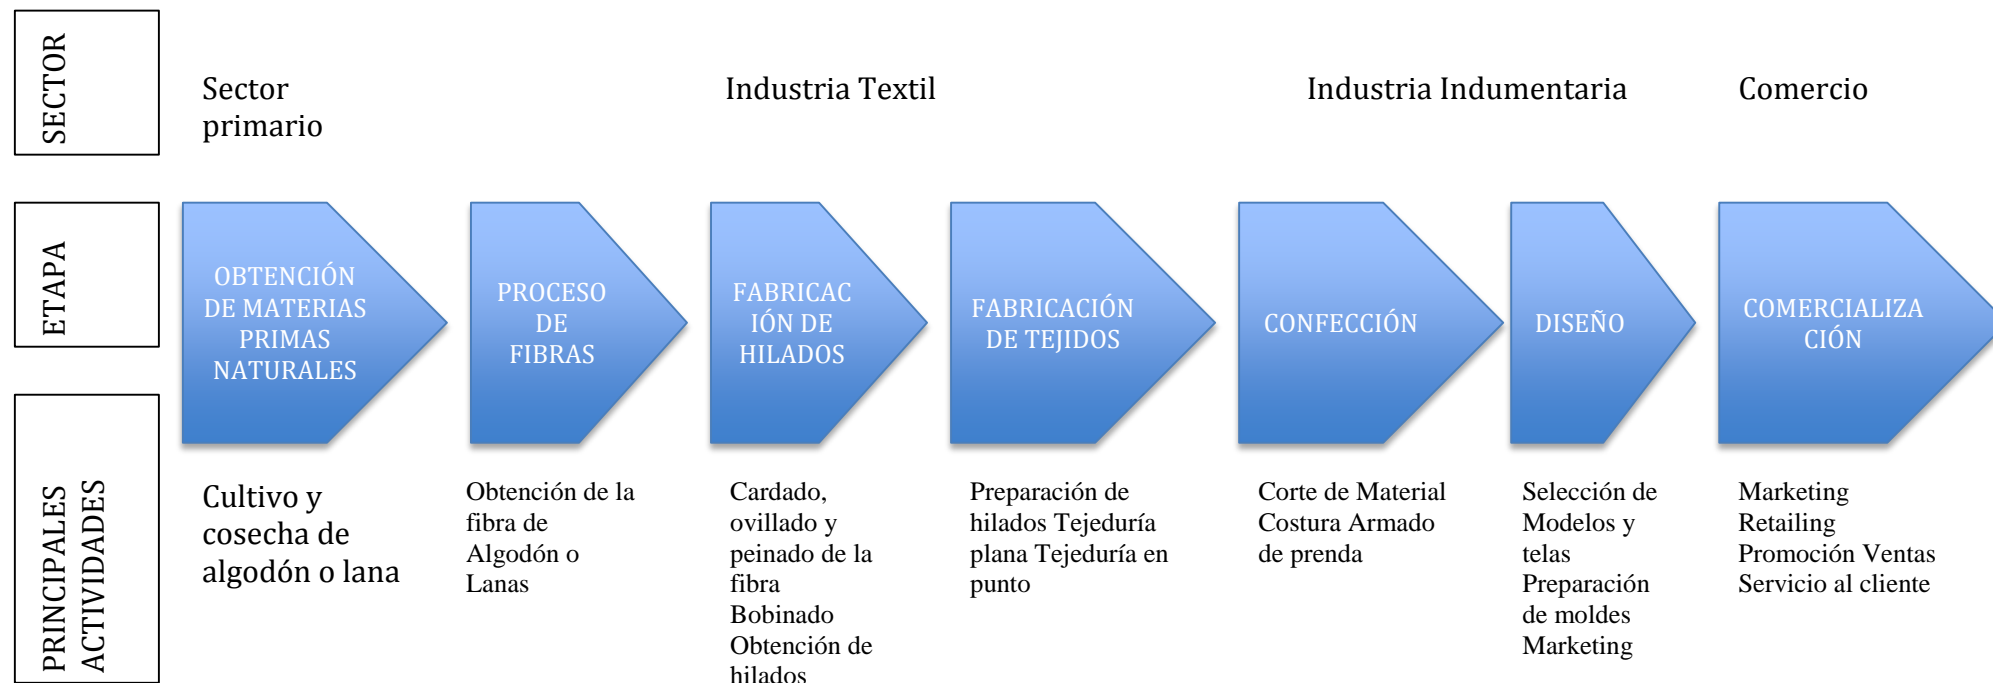 SECTOR
Sector
primario
Industria Textil
Industria Indumentaria
Comercio
ETAPA
OBTENCIÓN
DE MATERIAS
PRIMAS
NATURALES
PROCESO
DE
FIBRAS
FABRICAC
IÓN DE
HILADOS
FABRICACIÓN
DE TEJIDOS
CONFECCIÓN
DISEÑO
COMERCIALIZA
CIÓN
PRINCIPALES
ACTIVIDADES
Cultivo y
cosecha de
algodón o lana
Obtención de la
fibra de
Algodón o
Lanas
Cardado,
ovillado y
peinado de la
fibra
Bobinado
Obtención de
hilados
Preparación de
hilados Tejeduría
plana Tejeduría en
punto
Corte de Material
Costura Armado
de prenda
Selección de
Modelos y
telas
Preparación
de moldes
Marketing
Marketing
Retailing
Promoción Ventas
Servicio al cliente